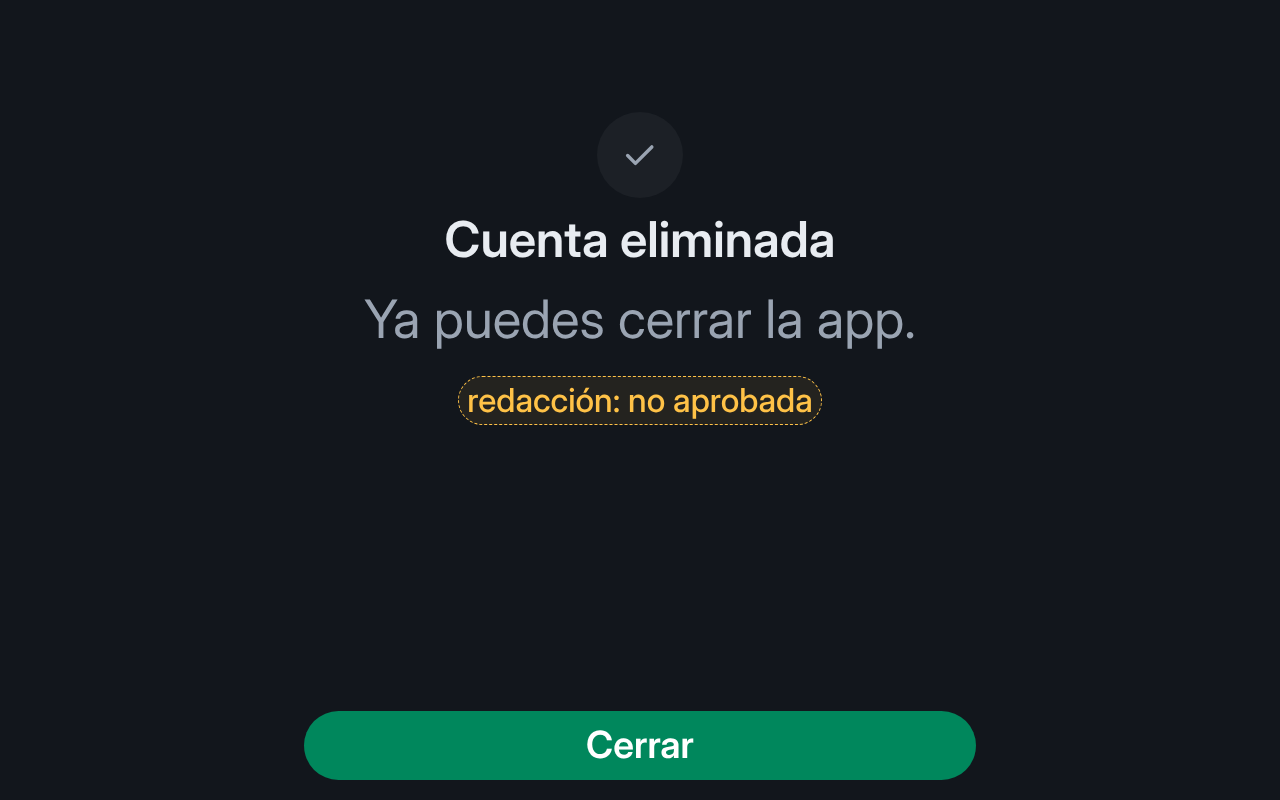 Cuenta eliminada
Ya puedes cerrar la app.
redacción: no aprobada
Cerrar